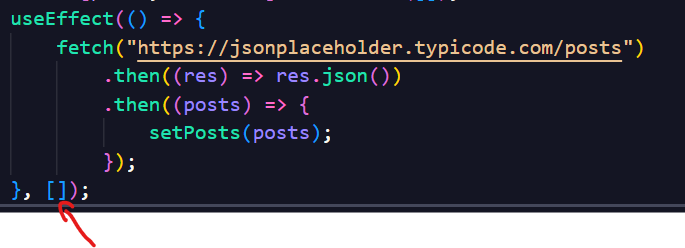 useEffect(() => {
fetch("https://jsonplaceholder.typicode.com/posts")
.then((res) => res.json())
.then((posts) => {
setPosts(posts);
});
}, []);